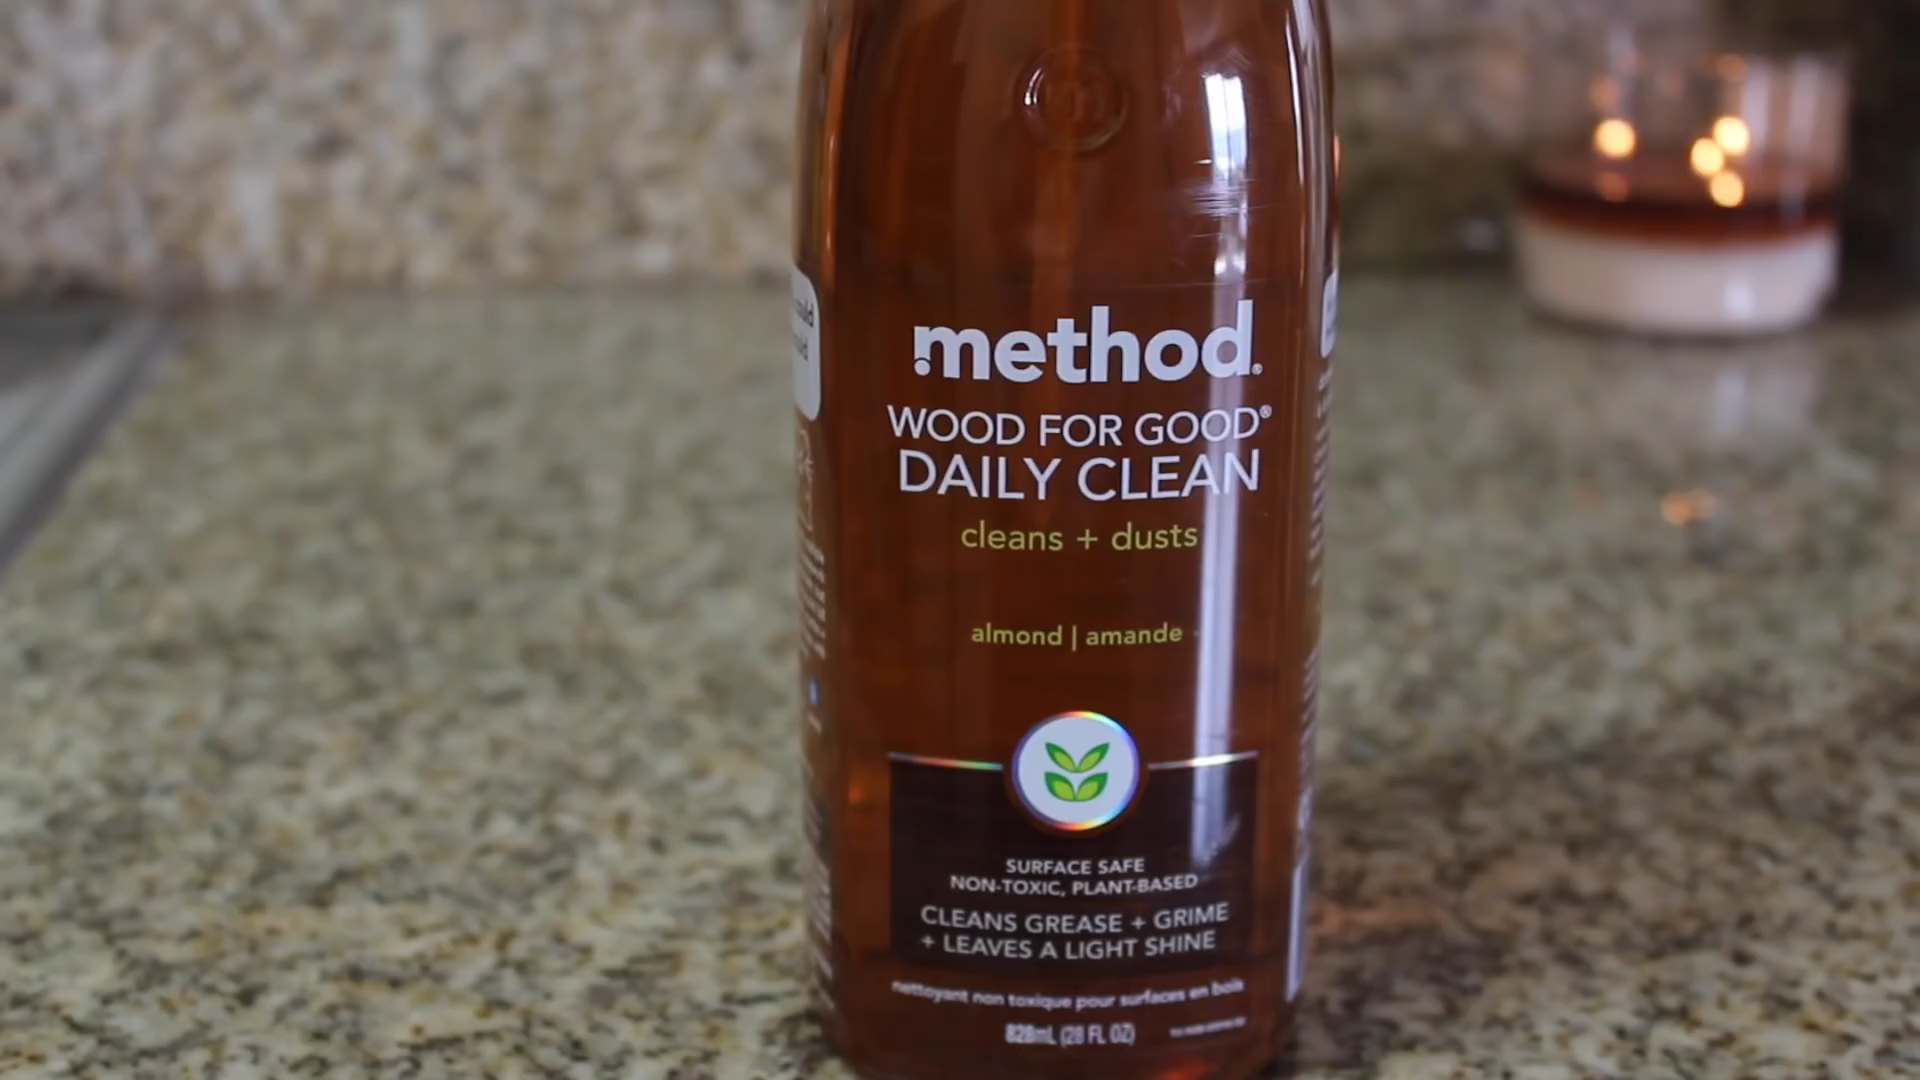 method.
WOOD FOR GOOD®
DAILY CLEAN
cleans + dusts
almond | amande
SURFACE SAFE
NON-TOXIC, PLANT-BASED
CLEANS GREASE + GRIME
+ LEAVES A LIGHT SHINE
nettoyant non toxique pour surfaces en bois
828mL (28 FL OZ)